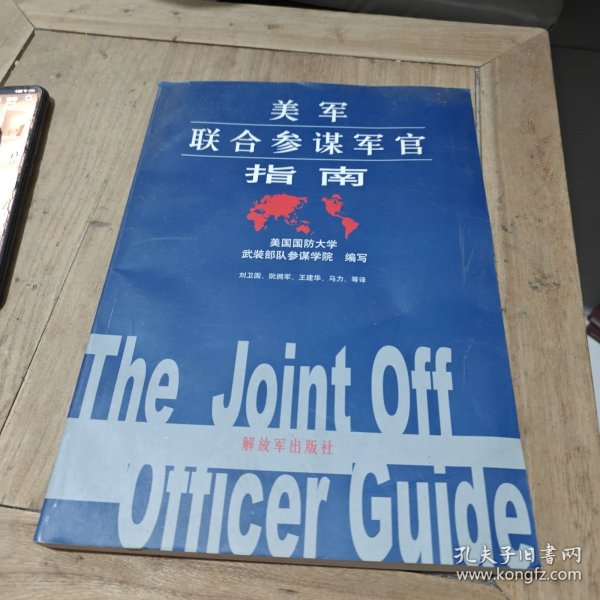 美军
联合参谋军官
指南
美国国防大学
武装部队参谋学院 编写
刘卫国、阮拥军、王建华、马力、等译
The Joint Off
解放军出版社
Officer Guide
孔夫子旧书网
www.kongfz.com